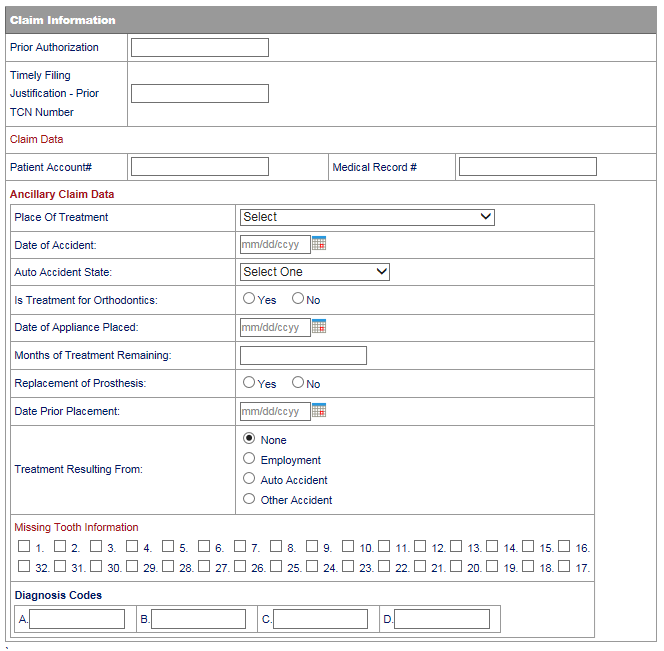 Claim Information
Prior Authorization
Timely Filing
Justification - Prior
TCN Number
Claim Data
Patient Account# Medical Record #
Ancillary Claim Data
Place Of Treatment Select
Date of Accident: mm/dd/ccyy
Auto Accident State: Select One
Is Treatment for Orthodontics: Yes No
Date of Appliance Placed: mm/dd/ccyy
Months of Treatment Remaining:
Replacement of Prosthesis: Yes No
Date Prior Placement: mm/dd/ccyy
Treatment Resulting From:
None
Employment
Auto Accident
Other Accident
Missing Tooth Information
1. 2. 3. 4. 5. 6. 7. 8. 9. 10. 11. 12. 13. 14. 15. 16.
32. 31. 30. 29. 28. 27. 26. 25. 24. 23. 22. 21. 20. 19. 18. 17.
Diagnosis Codes
A. B. C. D.